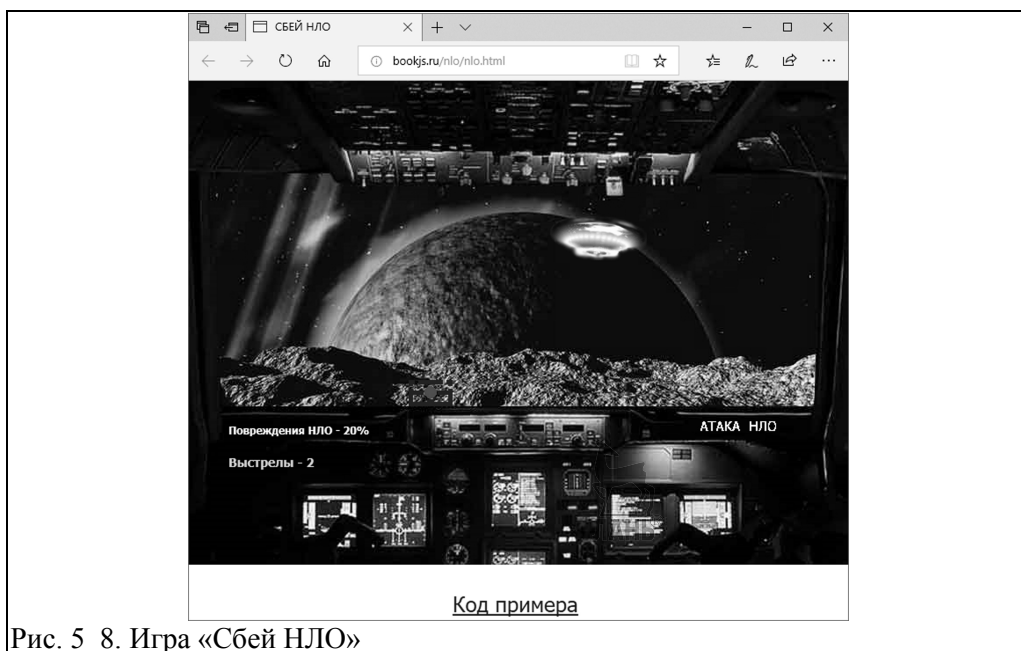 СБЕЙ НЛО
bookjs.ru/nlo/nlo.html
Повреждения НЛО - 20%
АТАКА НЛО
Выстрелы - 2
Код примера
Рис. 5 8. Игра «Сбей НЛО»